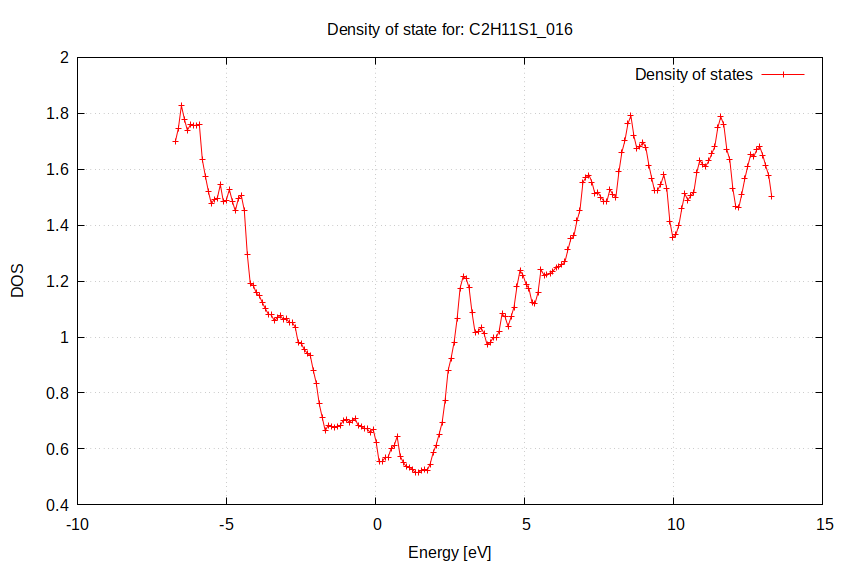 Density of state for: C2H11S1_016
Density of states
2
1.8
1.6
1.4
1.2
1
0.8
0.6
0.4
DOS
-10 -5 0 5 10 15
Energy [eV]